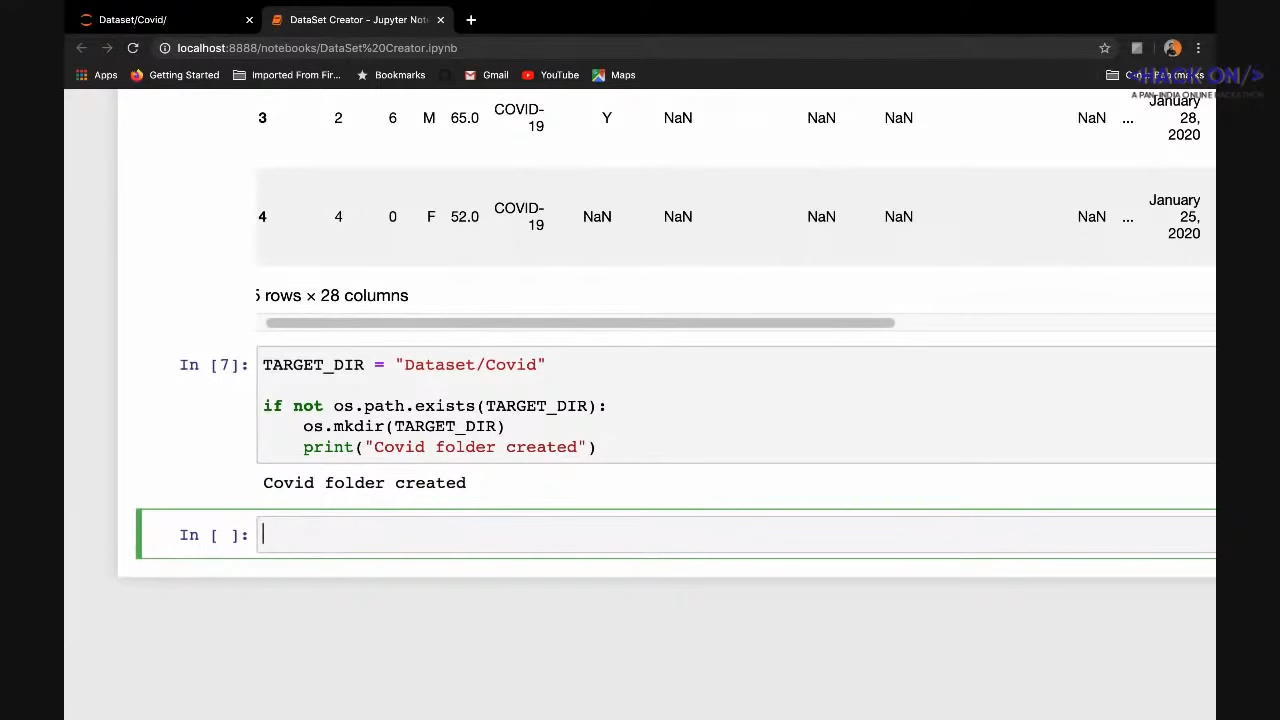 Dataset/Covid/
DataSet Creator - Jupyter Not
localhost:8888/notebooks/DataSet%20Creator.ipynb
Apps Getting Started Imported From Fir... Bookmarks Gmail YouTube Maps
<HACK ON/>
A PAN-INDIA ONLINE HACKATHON
3 2 6 M 65.0 COVID-19 Y NaN NaN NaN NaN ... January 28, 2020
4 4 0 F 52.0 COVID-19 NaN NaN NaN NaN NaN ... January 25, 2020
5 rows × 28 columns
In [7]: TARGET_DIR = "Dataset/Covid"
if not os.path.exists(TARGET_DIR):
os.mkdir(TARGET_DIR)
print("Covid folder created")
Covid folder created
In [ ]: